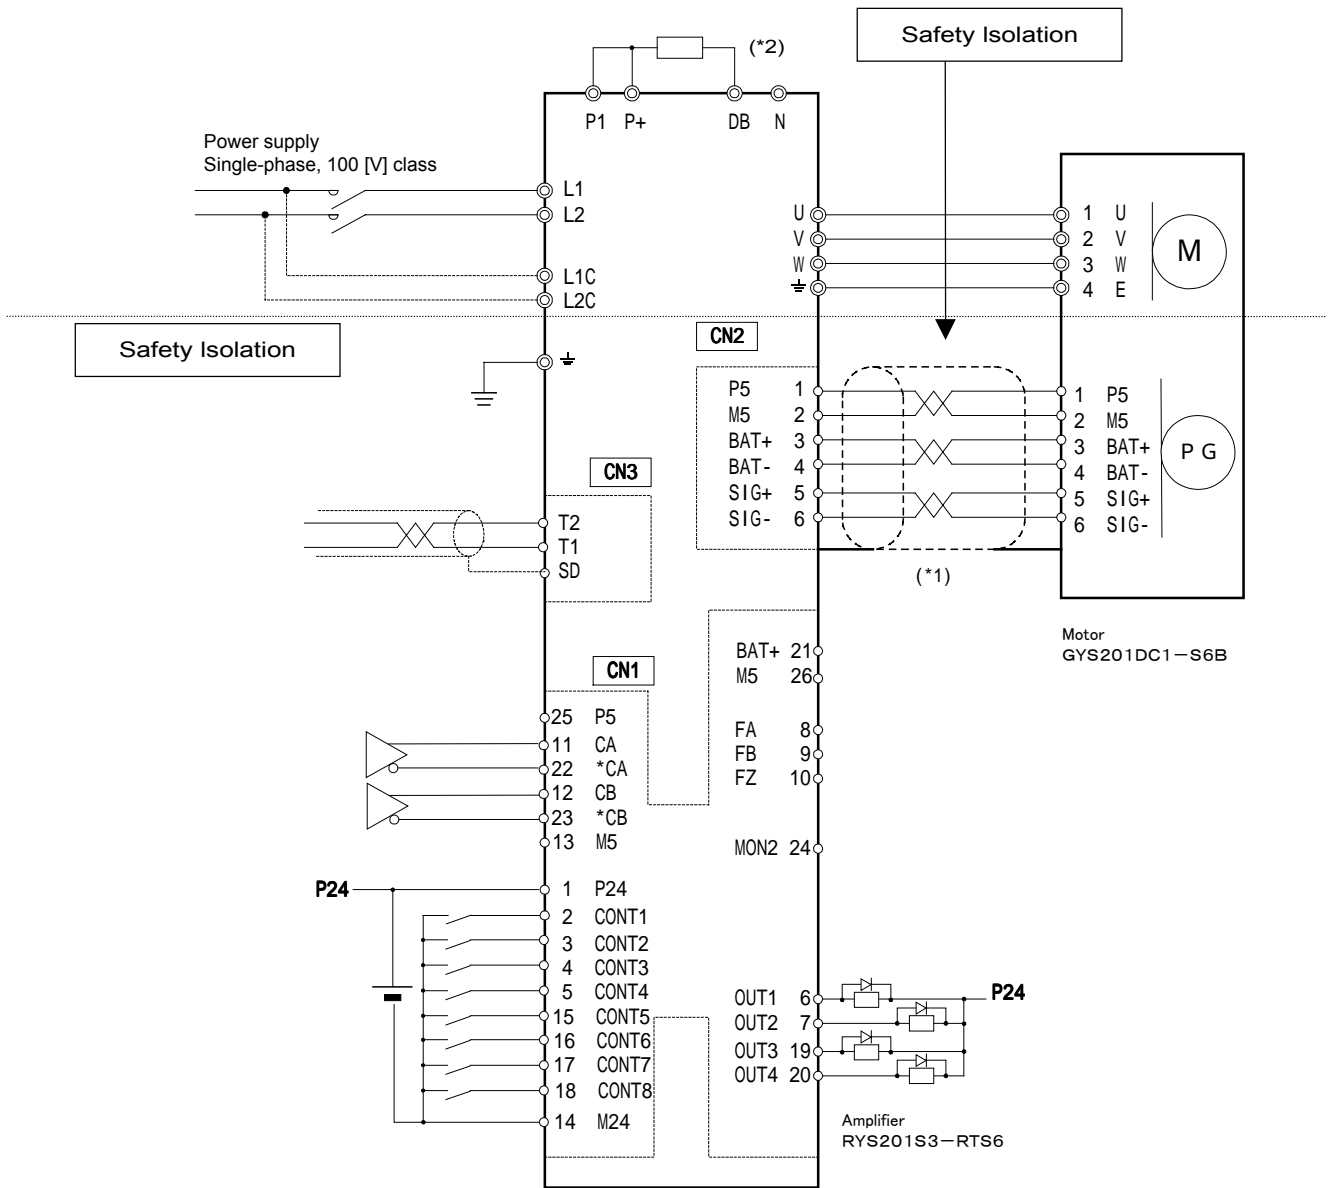 Safety Isolation
(*2)
P1 P+ DB N
Power supply
Single-phase, 100 [V] class
L1
L2
L1C
L2C
U
V
W
1 U
2 V
3 W
4 E
M
Safety Isolation
CN2
P5 1
M5 2
BAT+ 3
BAT- 4
SIG+ 5
SIG- 6
1 P5
2 M5
3 BAT+
4 BAT-
5 SIG+
6 SIG-
P G
(*1)
CN3
T2
T1
SD
Motor
GYS201DC1-S6B
CN1
BAT+ 21
M5 26
FA 8
FB 9
FZ 10
MON2 24
25 P5
11 CA
22 *CA
12 CB
23 *CB
13 M5
P24
1 P24
2 CONT1
3 CONT2
4 CONT3
5 CONT4
15 CONT5
16 CONT6
17 CONT7
18 CONT8
14 M24
OUT1 6
OUT2 7
OUT3 19
OUT4 20
P24
Amplifier
RYS201S3-RTS6